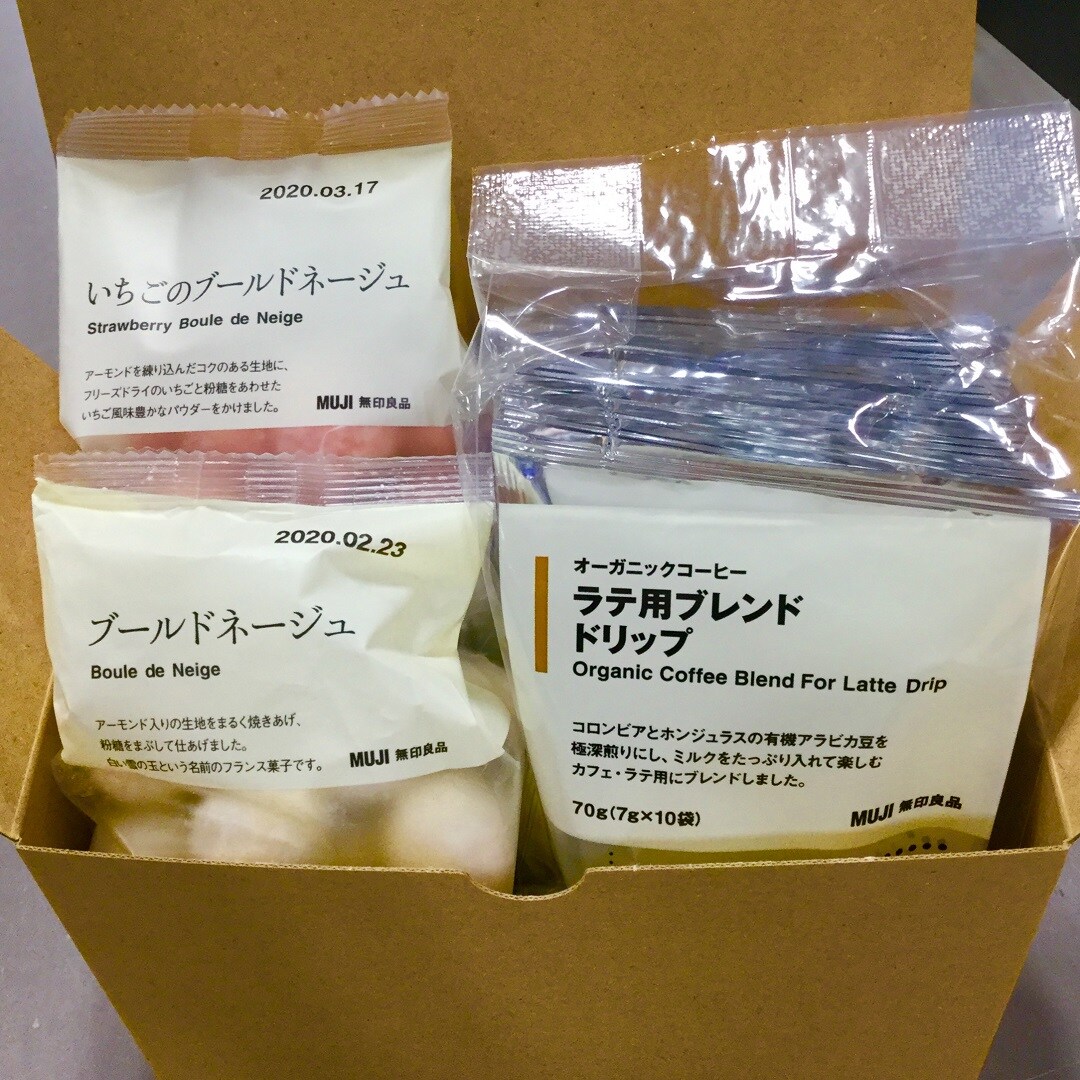 2020.03.17
いちごのブールドネージュ
Strawberry Boule de Neige
アーモンドを練り込んだコクのある生地に、
フリーズドライのいちごと粉糖をあわせた
いちご風味豊かなパウダーをかけました。
MUJI 無印良品
2020.02.23
ブールドネージュ
Boule de Neige
アーモンド入りの生地をまるく焼きあげ、
粉糖をまぶして仕あげました。
白い雪の玉という名前のフランス菓子です。
MUJI 無印良品
オーガニックコーヒー
ラテ用ブレンド
ドリップ
Organic Coffee Blend For Latte Drip
コロンビアとホンジュラスの有機アラビカ豆を
極深煎りにし、ミルクをたっぷり入れて楽しむ
カフェ・ラテ用にブレンドしました。
70g(7g×10袋)
MUJI 無印良品